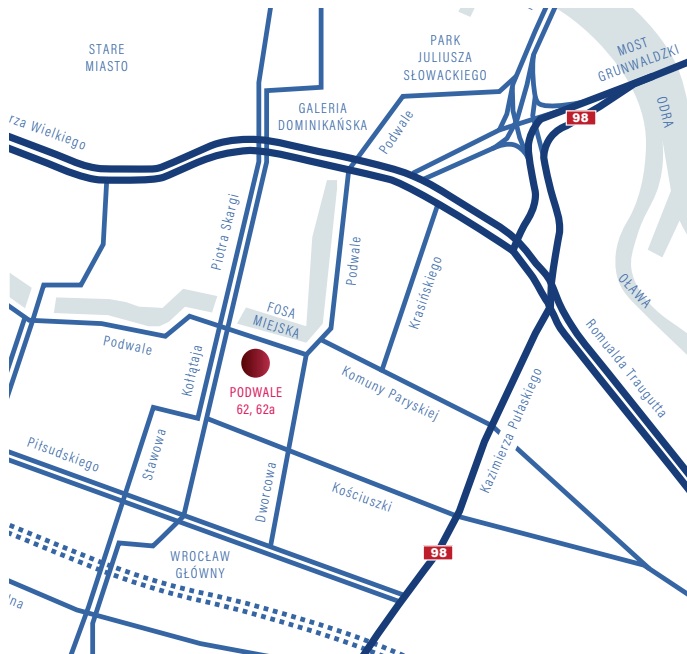 STARE
MIASTO
PARK
JULIUSZA
SŁOWACKIEGO
MOST
GRUNWALDZKI
ODRA
98
GALERIA
DOMINIKAŃSKA
Podwale
rza Wielkiego
Piotra Skargi
Podwale
Krasińskiego
OŁAWA
FOSA
MIEJSKA
Romualda Traugutta
Podwale
Kołłątaja
PODWALE
62, 62a
Komuny Paryskiej
Kazimierza Pułaskiego
Piłsudskiego
Stawowa
Dworcowa
Kościuszki
98
WROCŁAW
GŁÓWNY
ina